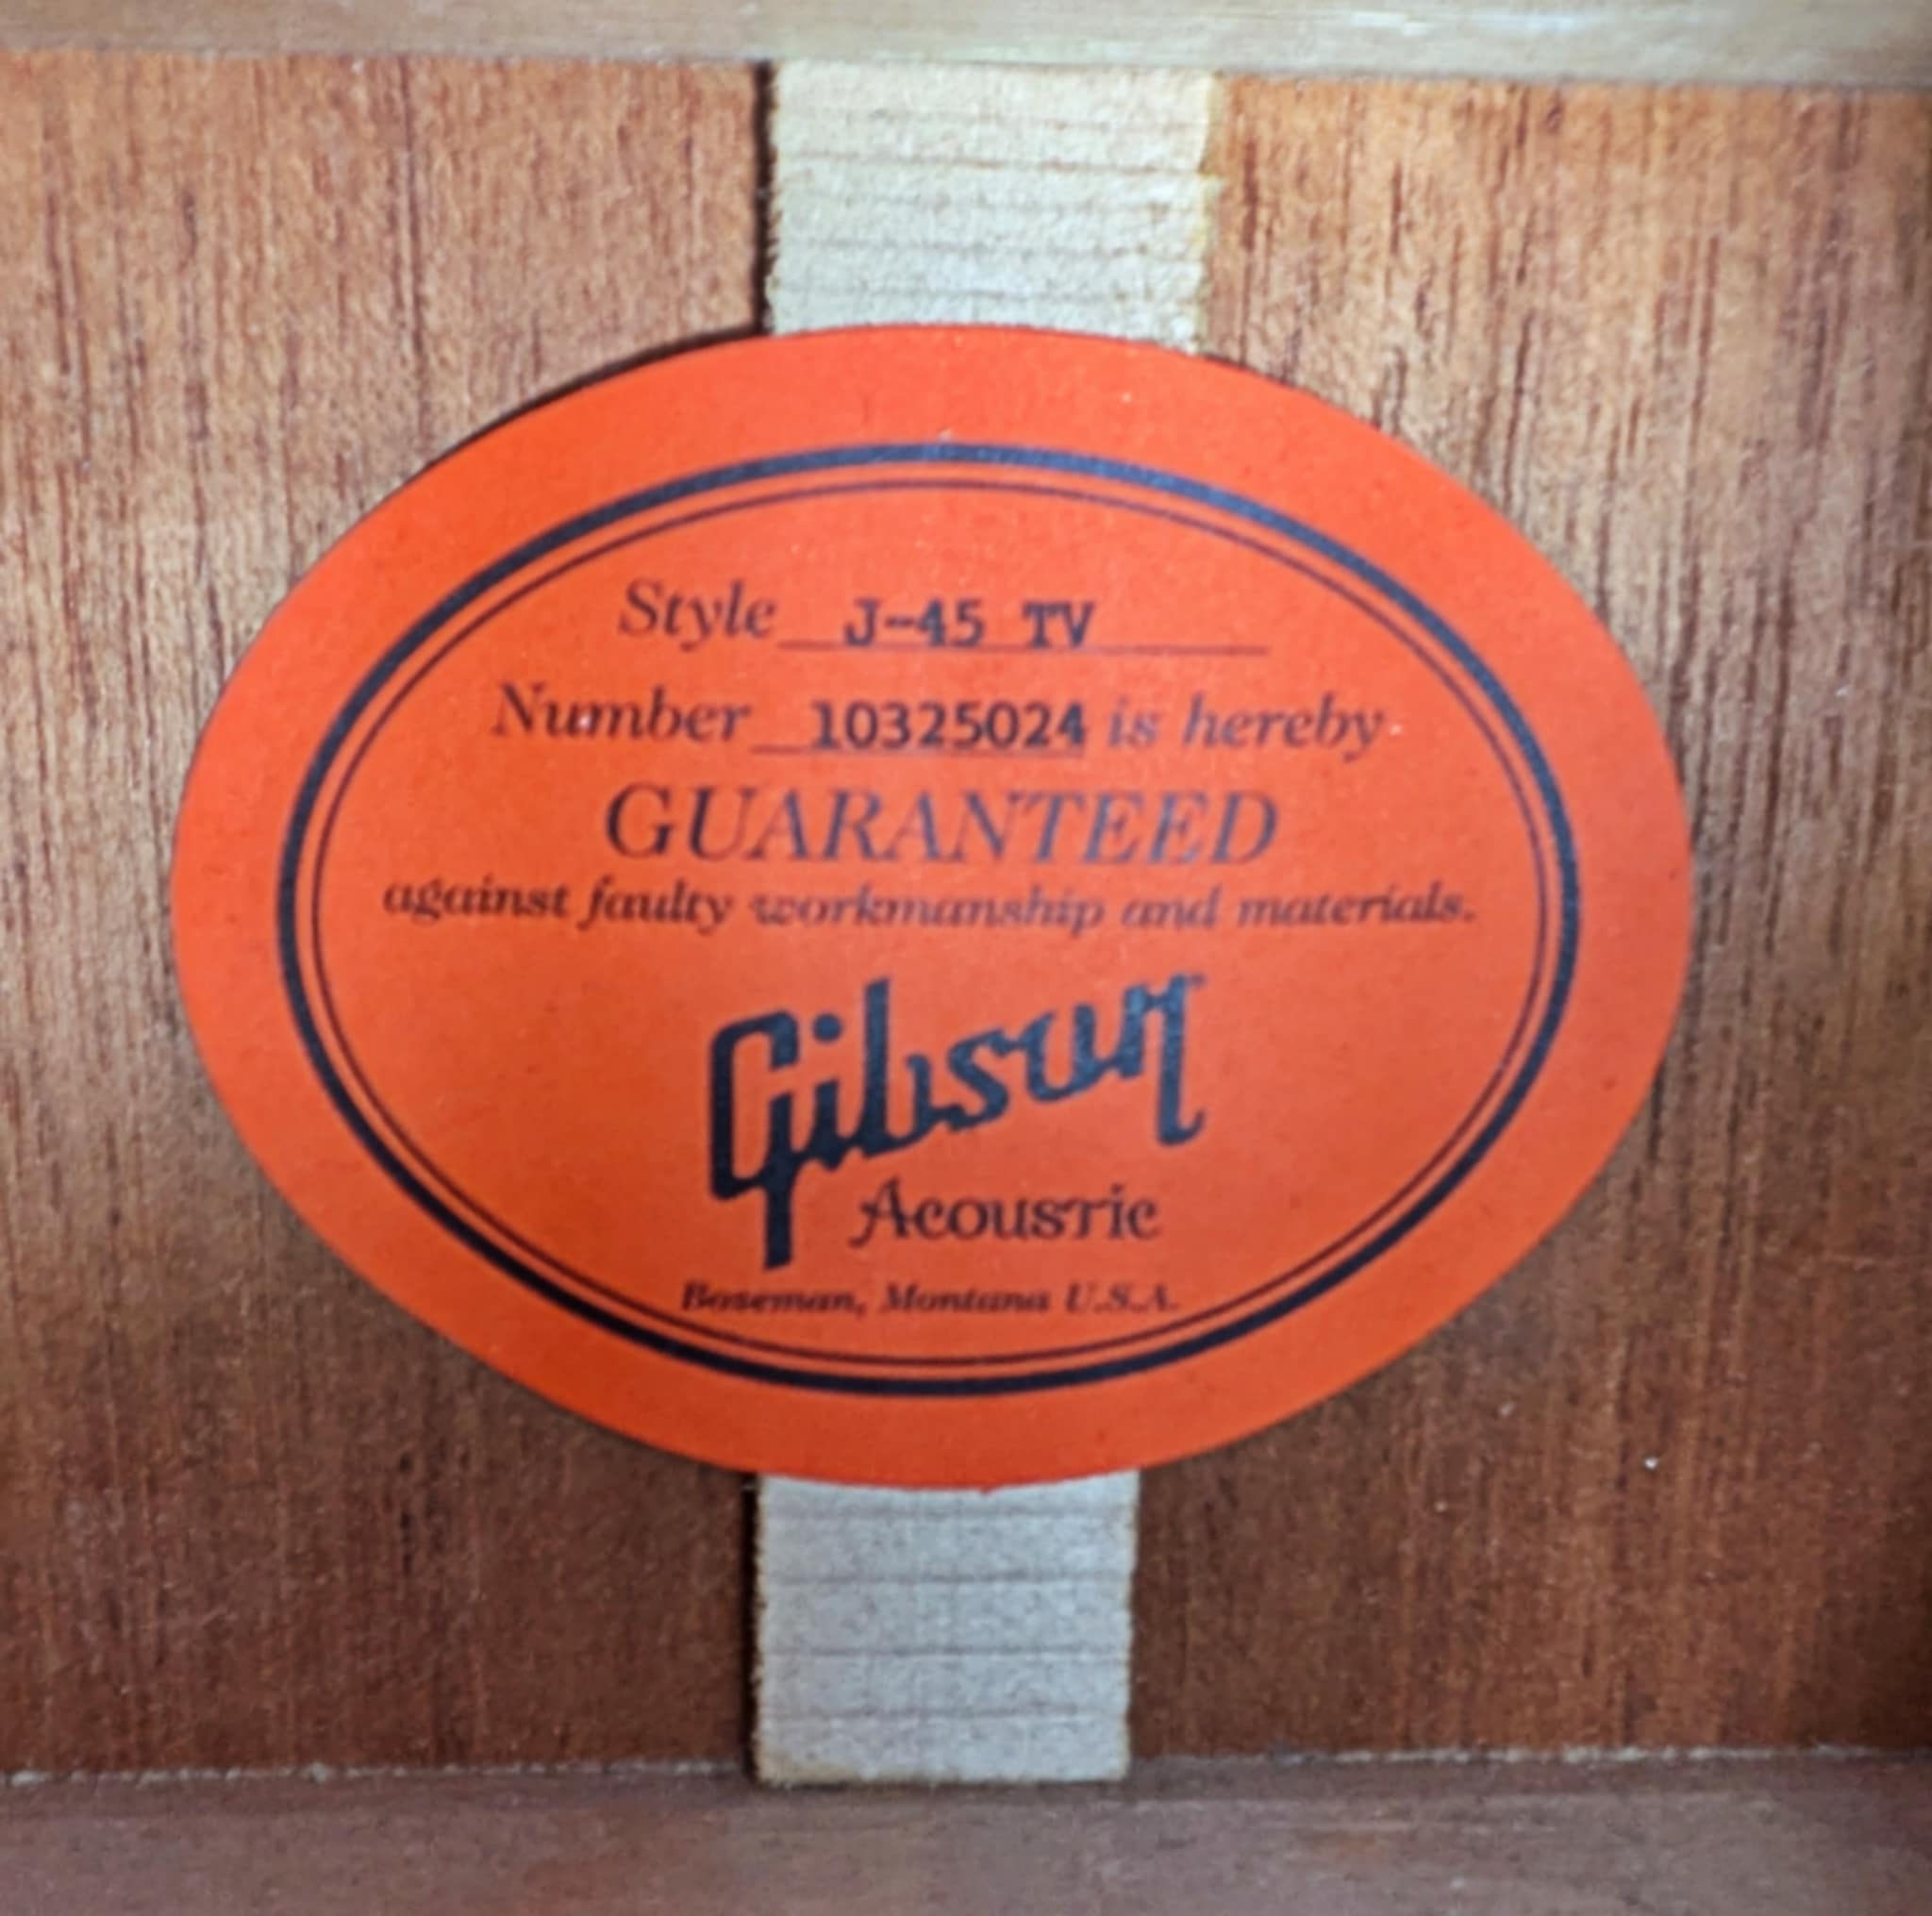 Style J-45 TV
Number 10325024 is hereby
GUARANTEED
against faulty workmanship and materials.
Gibson
Acoustic
Bozeman, Montana U.S.A.